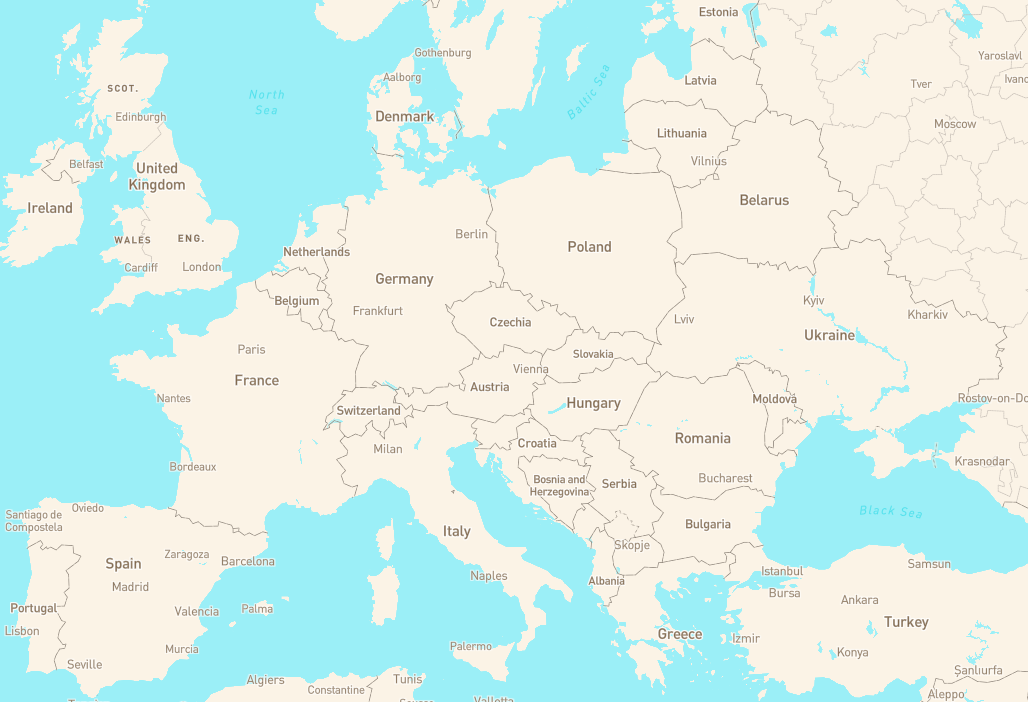 Estonia
Gothenburg
Yaroslavl
Aalborg
Ivano
SCOT.
Latvia
Tver
North
Sea
Baltic Sea
Edinburgh
Denmark
Moscow
Lithuania
Belfast
United
Kingdom
Vilnius
Ireland
Belarus
WALES
ENG.
Berlin
Poland
Netherlands
Cardiff
London
Germany
Belgium
Frankfurt
Kyiv
Kharkiv
Czechia
Lviv
Ukraine
Paris
Slovakia
Vienna
France
Austria
Nantes
Hungary
Moldova
Rostov-on-Do
Switzerland
Romania
Croatia
Milan
Bordeaux
Krasnodar
Bosnia and
Herzegovina
Serbia
Bucharest
Oviedo
Santiago de
Compostela
Black Sea
Bulgaria
Italy
Skopje
Zaragoza
Barcelona
Spain
Samsun
Istanbul
Naples
Albania
Madrid
Bursa
Ankara
Portugal
Valencia
Palma
Turkey
Lisbon
Greece
Izmir
Murcia
Palermo
Konya
Seville
Şanlıurfa
Algiers
Tunis
Constantine
Aleppo
Valletta